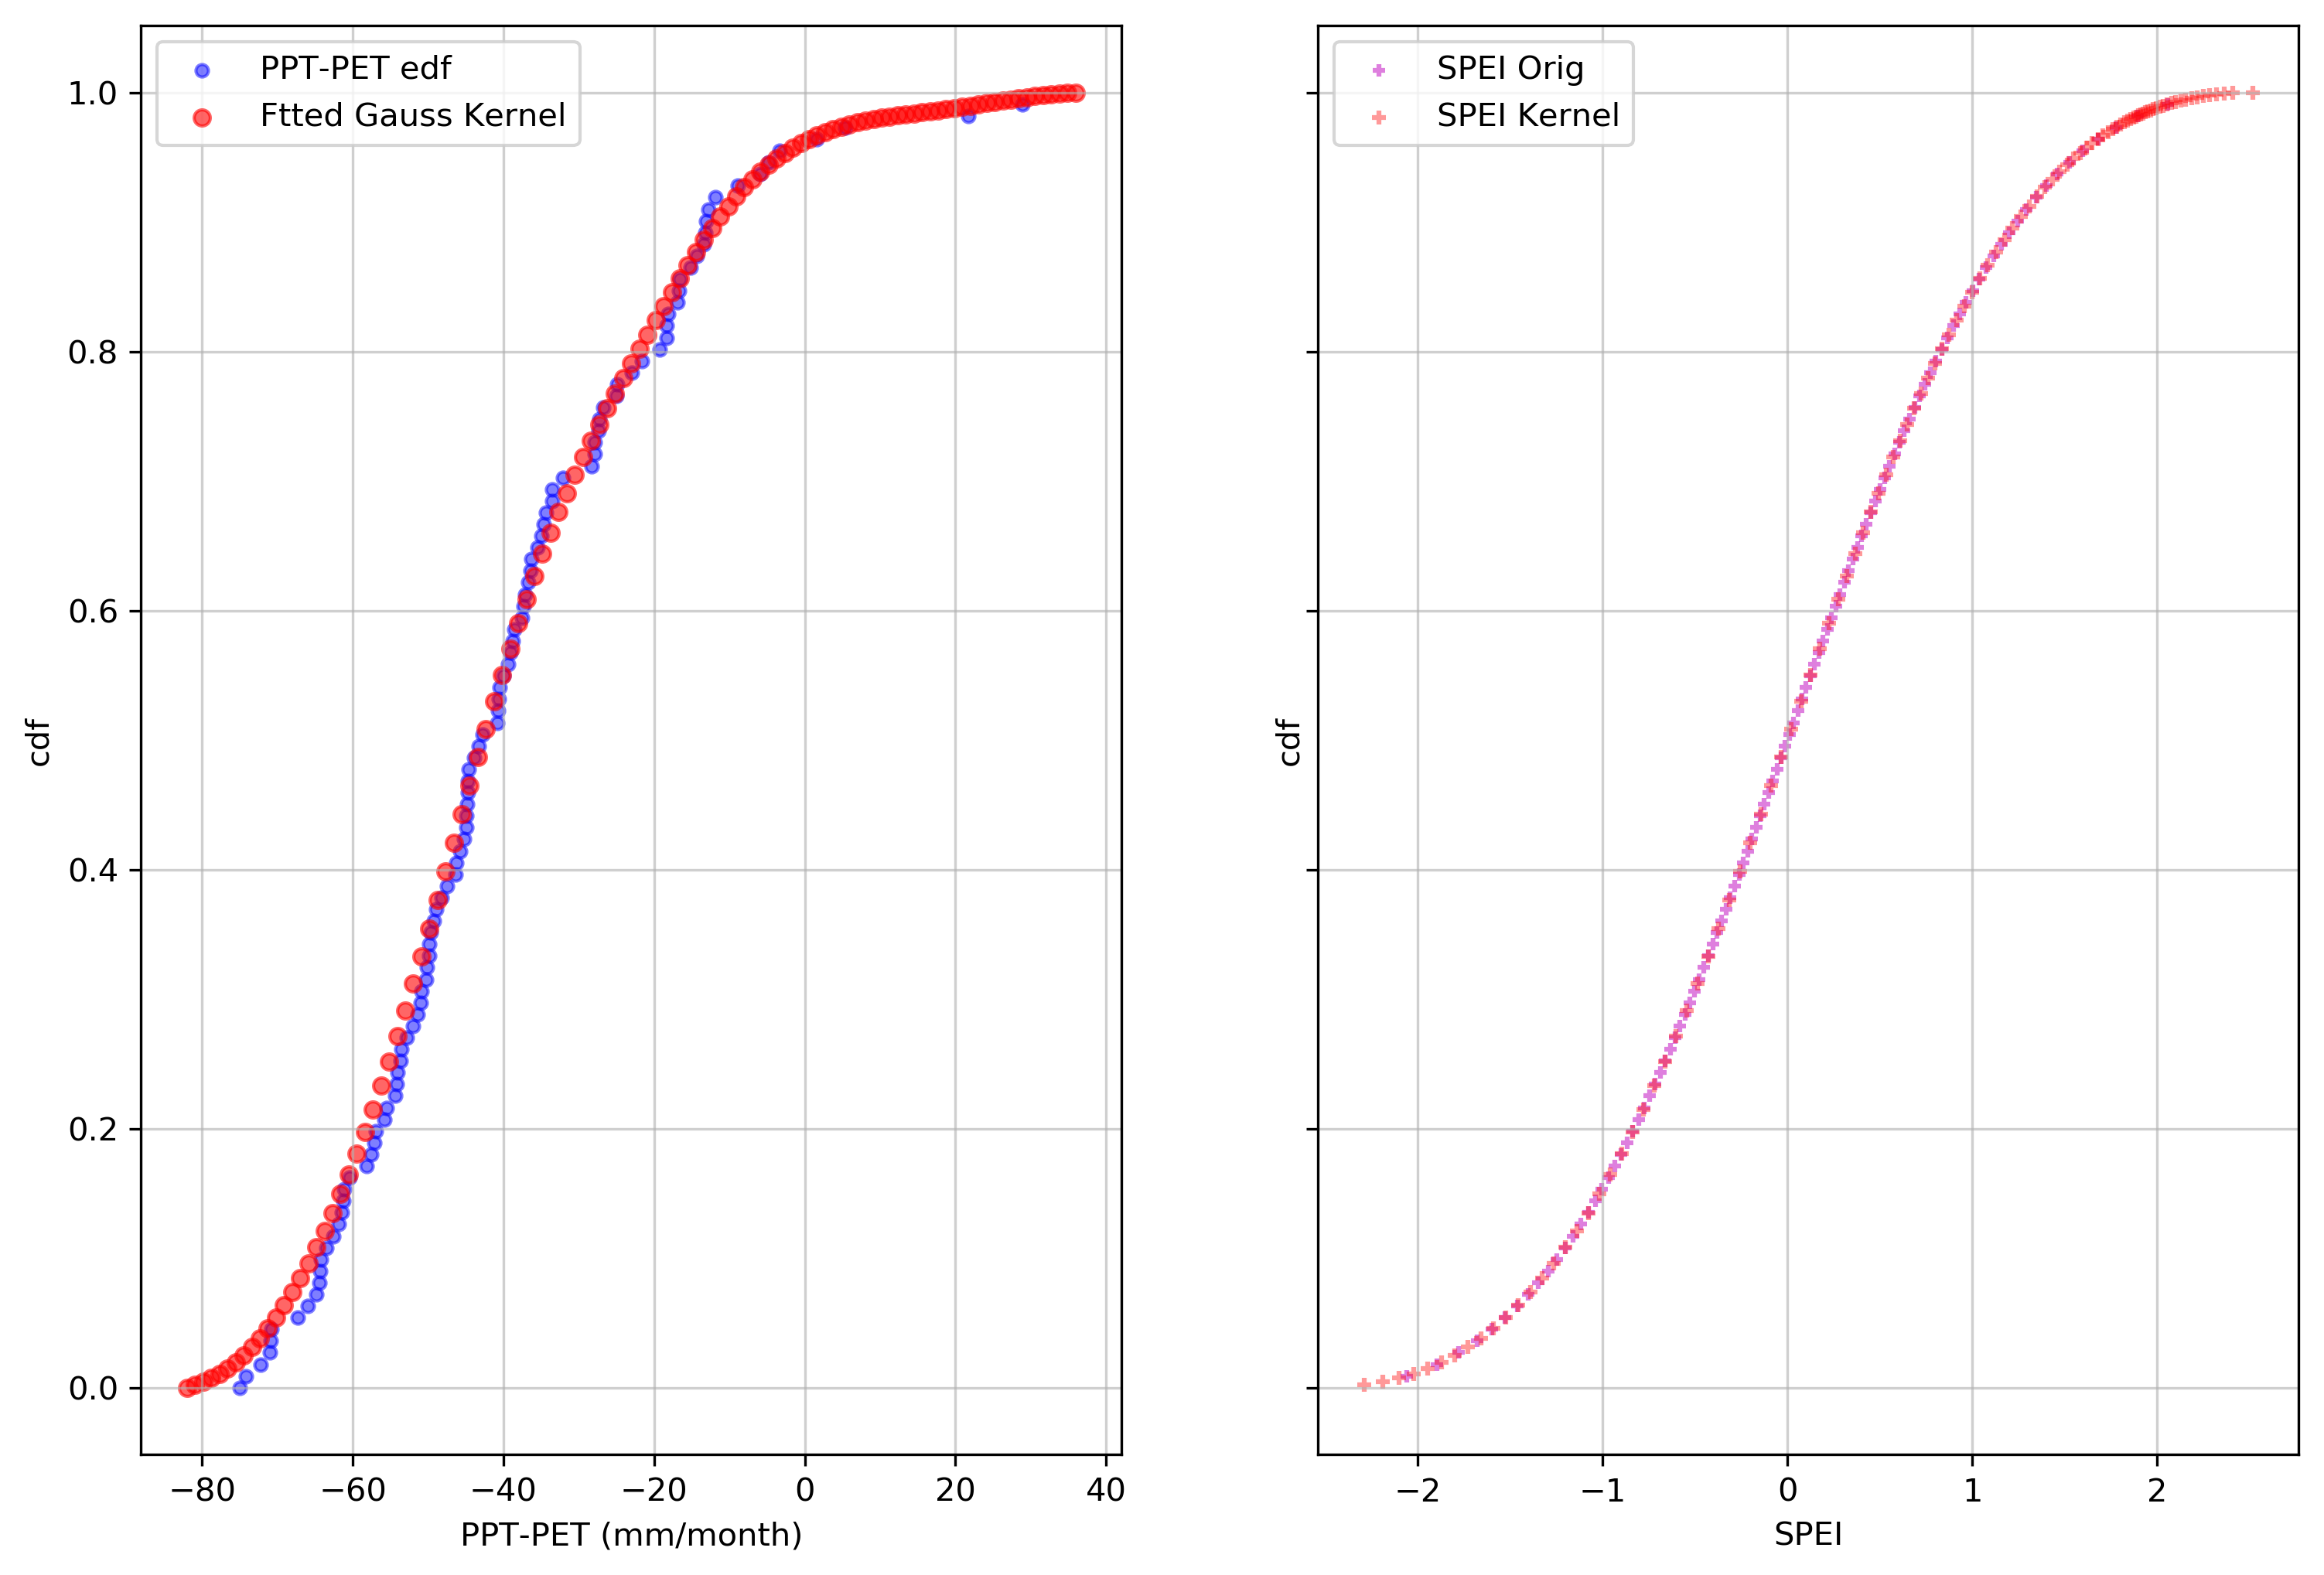 PPT-PET edf
Ftted Gauss Kernel
1.0
0.8
0.6
0.4
0.2
0.0
cdf
−80
−60
−40
−20
0
20
40
PPT-PET (mm/month)
SPEI Orig
SPEI Kernel
cdf
−2
−1
0
1
2
SPEI